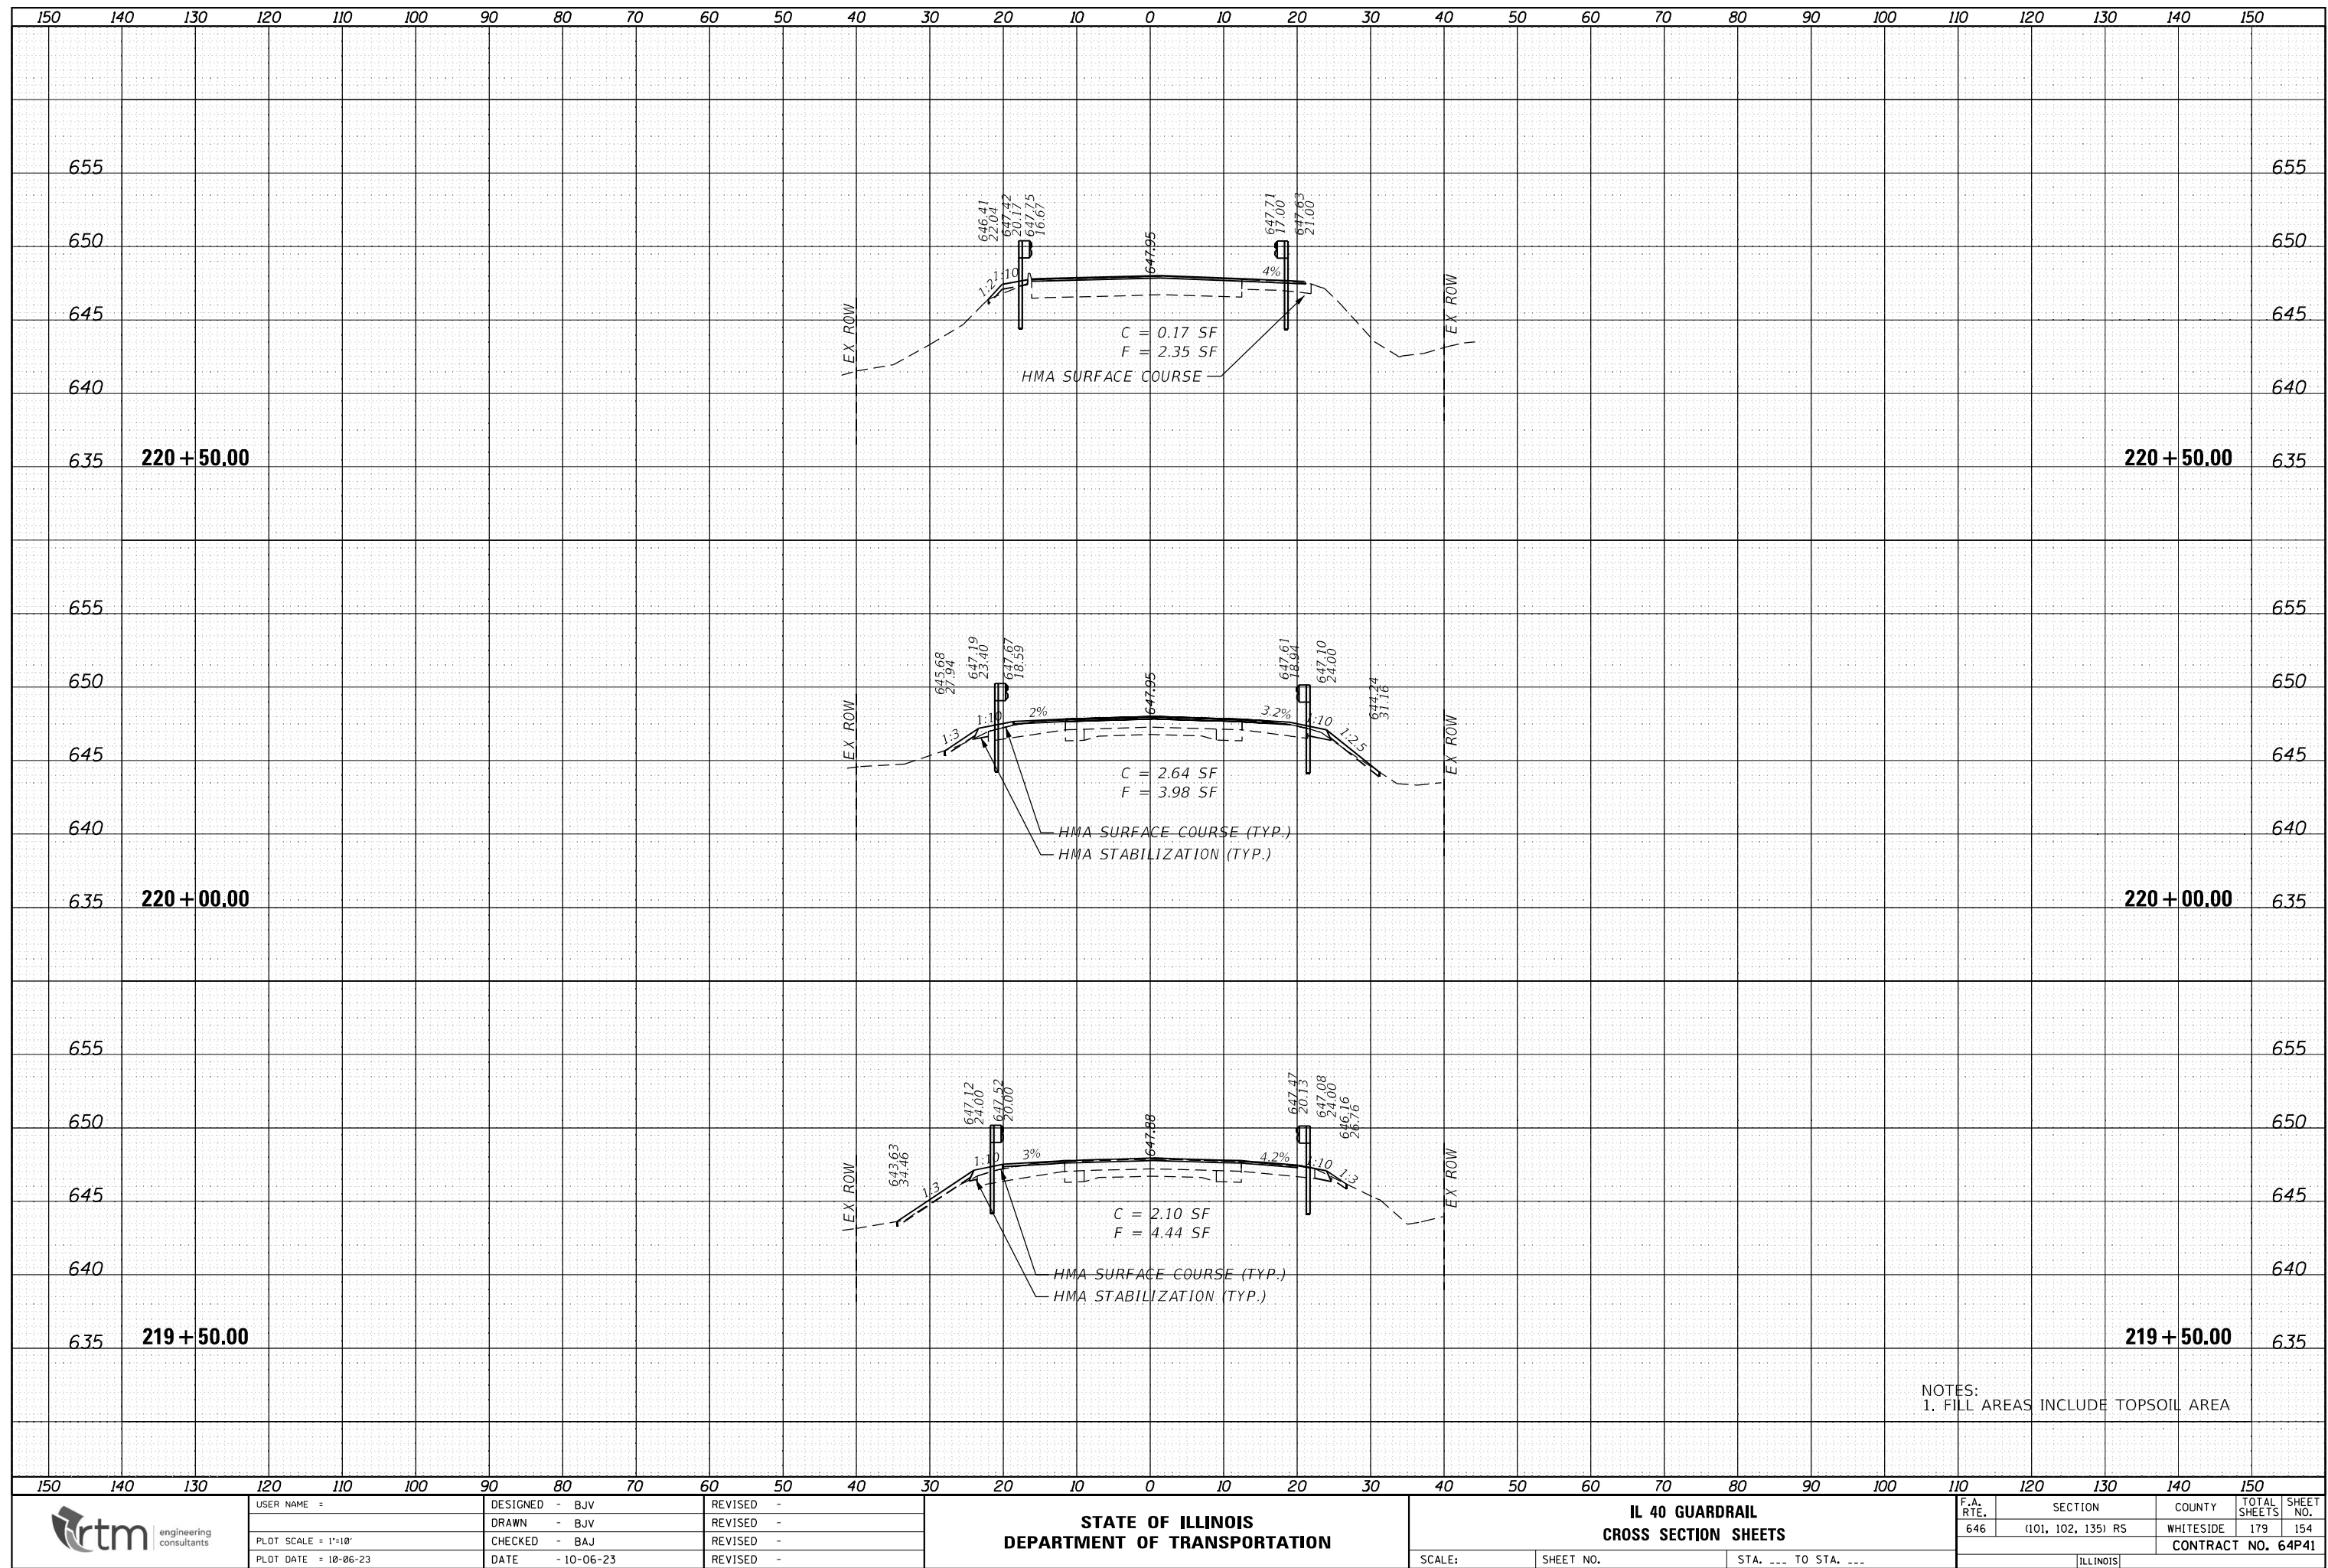 150 140 130 120 110 100 90 80 70 60 50 40 30 20 10 0 10 20 30 40 50 60 70 80 90 100 110 120 130 140 150
655 655
646.41
22.04
647.42
20.17
647.75
16.67
647.95
647.71
17.00
647.63
21.00
650 650
1:2 1:10 4%
EX ROW EX ROW
645 645
C = 0.17 SF
F = 2.35 SF
HMA SURFACE COURSE
640 640
635 220+50.00 220+50.00 635
655 655
645.68
27.94
647.19
23.40
647.67
18.59
647.95
647.61
18.94
647.10
24.00
644.24
31.16
650 650
1:3 1:10 2% 3.2% 1:10 1:2.5
EX ROW EX ROW
645 645
C = 2.64 SF
F = 3.98 SF
HMA SURFACE COURSE (TYP.)
640 640
HMA STABILIZATION (TYP.)
635 220+00.00 220+00.00 635
655 655
643.63
34.46
647.12
24.00
647.52
20.00
647.88
647.47
20.13
647.08
24.00
646.16
26.76
650 650
1:3 1:10 3% 4.2% 1:10 1:3
EX ROW EX ROW
645 645
C = 2.10 SF
F = 4.44 SF
HMA SURFACE COURSE (TYP.)
640 640
HMA STABILIZATION (TYP.)
635 219+50.00 219+50.00 635
NOTES:
1. FILL AREAS INCLUDE TOPSOIL AREA
150 140 130 120 110 100 90 80 70 60 50 40 30 20 10 0 10 20 30 40 50 60 70 80 90 100 110 120 130 140 150
rtm engineering
consultants
USER NAME =
PLOT SCALE = 1"=10'
PLOT DATE = 10-06-23
DESIGNED - BJV
DRAWN - BJV
CHECKED - BAJ
DATE - 10-06-23
REVISED -
REVISED -
REVISED -
REVISED -
STATE OF ILLINOIS
DEPARTMENT OF TRANSPORTATION
IL 40 GUARDRAIL
CROSS SECTION SHEETS
SCALE: SHEET NO. STA. ___ TO STA. ___
F.A.
RTE.
SECTION
COUNTY
TOTAL
SHEETS
SHEET
NO.
646 (101, 102, 135) RS WHITESIDE 179 154
CONTRACT NO. 64P41
ILLINOIS